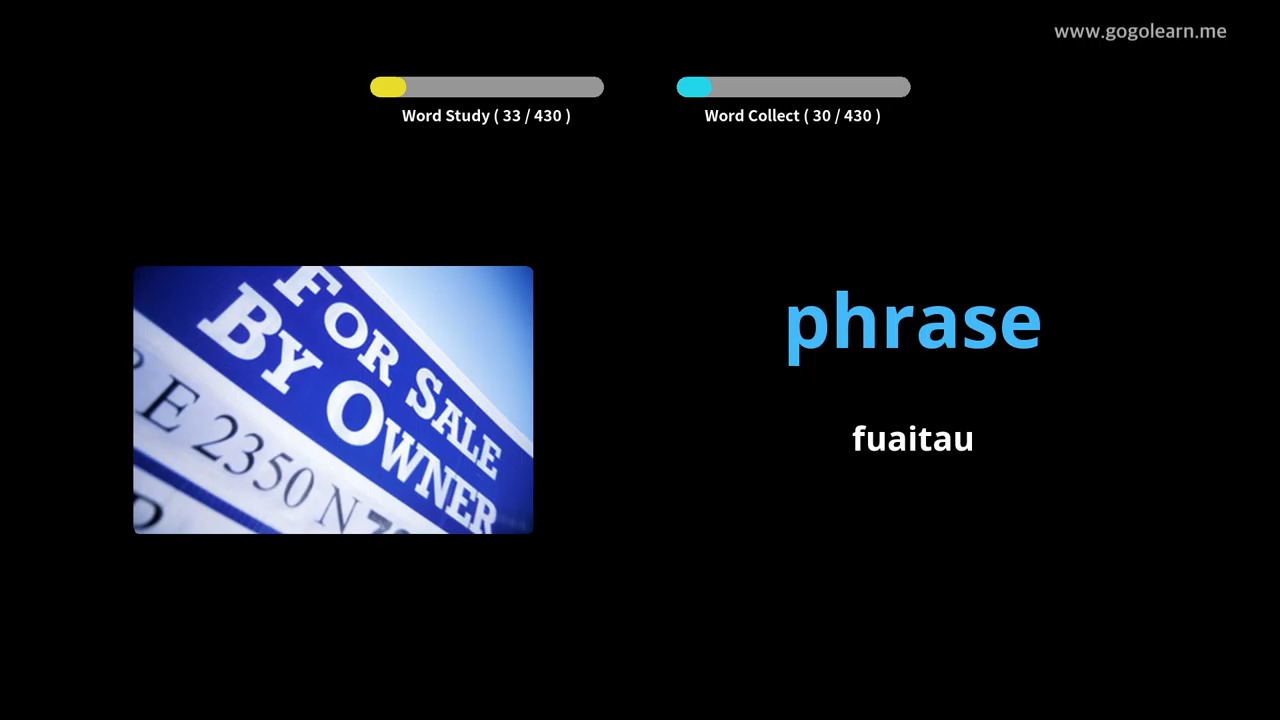 www.gogolearn.me
Word Study ( 33 / 430 )
Word Collect ( 30 / 430 )
FOR SALE
BY OWNER
E 2350 N
phrase
fuaitau